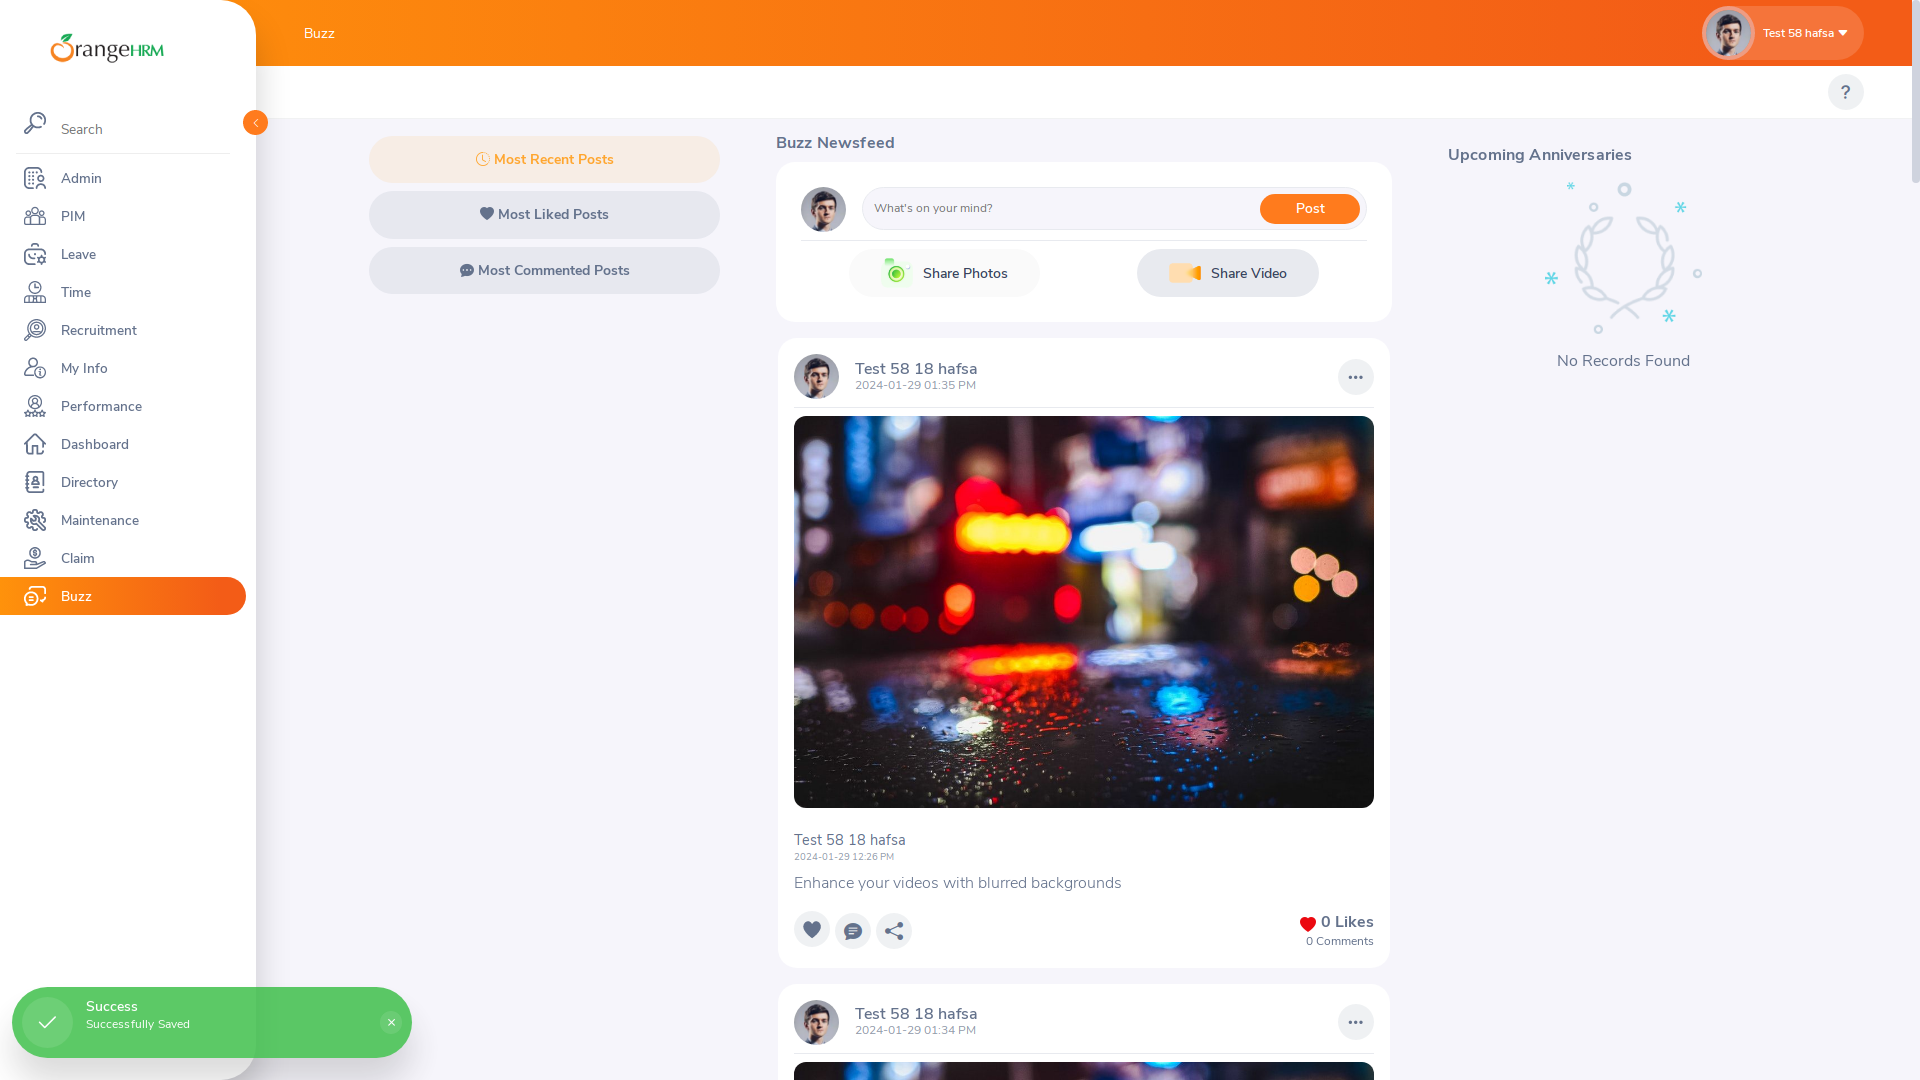 OrangeHRM
Search
Admin
PIM
Leave
Time
Recruitment
My Info
Performance
Dashboard
Directory
Maintenance
Claim
Buzz
Buzz
Test 58 hafsa
?
Most Recent Posts
Most Liked Posts
Most Commented Posts
Buzz Newsfeed
What's on your mind?
Post
Share Photos
Share Video
Test 58 18 hafsa
2024-01-29 01:35 PM
Test 58 18 hafsa
2024-01-29 12:26 PM
Enhance your videos with blurred backgrounds
0 Likes
0 Comments
Test 58 18 hafsa
2024-01-29 01:34 PM
Upcoming Anniversaries
No Records Found
Success
Successfully Saved
×